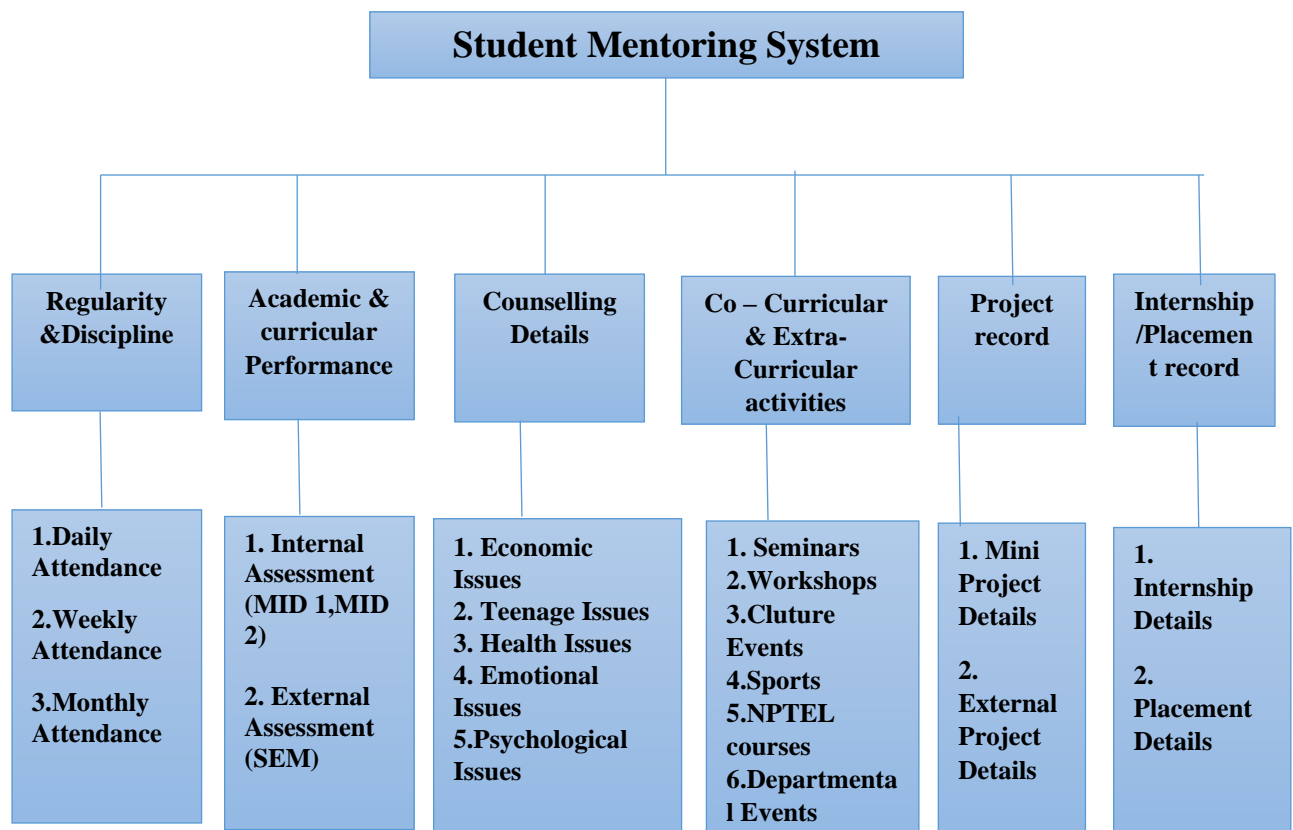 Student Mentoring System
Regularity
&Discipline
Academic &
curricular
Performance
Counselling
Details
Co – Curricular
& Extra-
Curricular
activities
Project
record
Internship
/Placemen
t record
1.Daily
Attendance
2.Weekly
Attendance
3.Monthly
Attendance
1. Internal
Assessment
(MID 1,MID
2)
2. External
Assessment
(SEM)
1. Economic
Issues
2. Teenage Issues
3. Health Issues
4. Emotional
Issues
5.Psychological
Issues
1. Seminars
2.Workshops
3.Cluture
Events
4.Sports
5.NPTEL
courses
6.Departmenta
l Events
1. Mini
Project
Details
2.
External
Project
Details
1.
Internship
Details
2.
Placement
Details